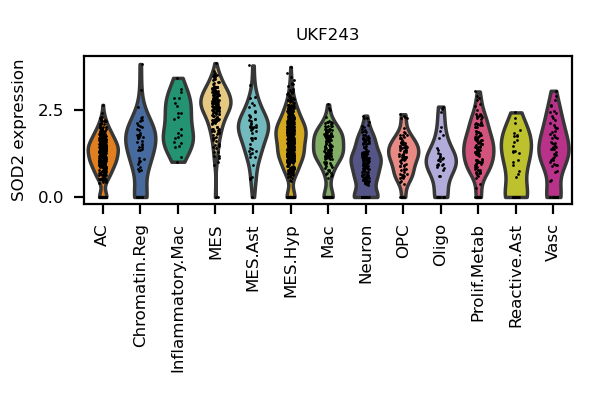 UKF243
SOD2 expression
2.5
0.0
AC
Chromatin.Reg
Inflammatory.Mac
MES
MES.Ast
MES.Hyp
Mac
Neuron
OPC
Oligo
Prolif.Metab
Reactive.Ast
Vasc